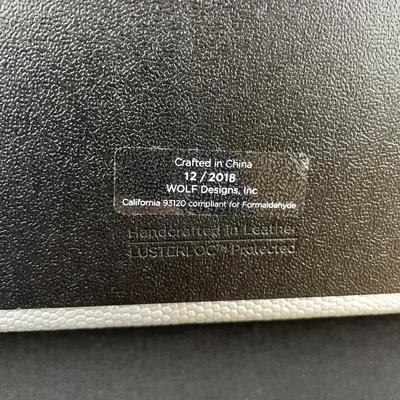 Crafted in China
12 / 2018
WOLF Designs, Inc
California 93120 compliant for Formaldehyde
Handcrafted in Leather
LUSTERLOC™ Protected